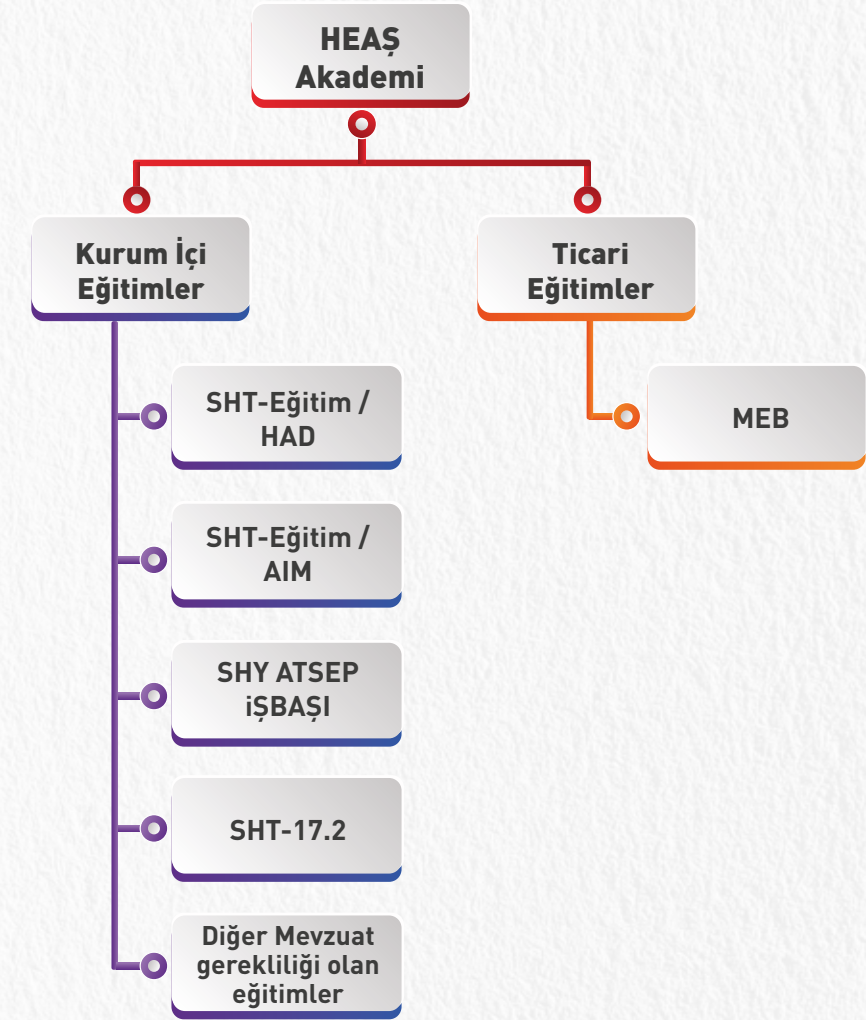 HEAŞ
Akademi
Kurum İçi
Eğitimler
Ticari
Eğitimler
SHT-Eğitim /
HAD
MEB
SHT-Eğitim /
AIM
SHY ATSEP
iŞBAŞI
SHT-17.2
Diğer Mevzuat
gerekliliği olan
eğitimler